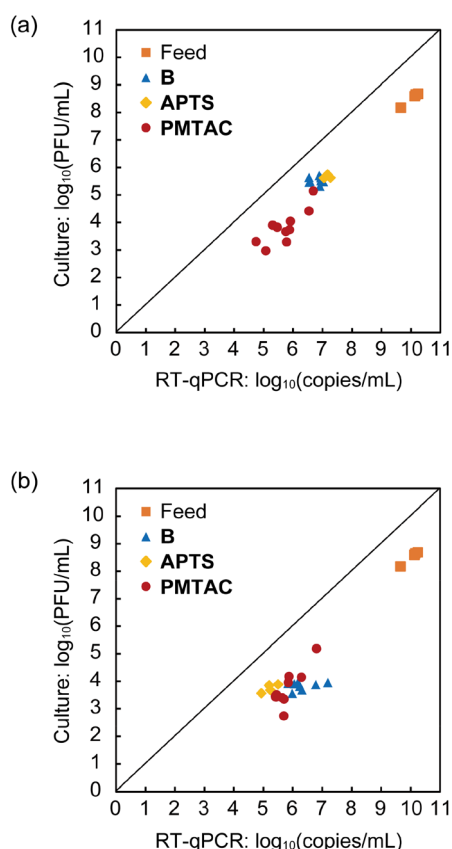 (a)
11
10
9
8
7
6
5
4
3
2
1
0
Culture: log₁₀(PFU/mL)
Feed
B
APTS
PMTAC
0 1 2 3 4 5 6 7 8 9 10 11
RT-qPCR: log₁₀(copies/mL)
(b)
11
10
9
8
7
6
5
4
3
2
1
0
Culture: log₁₀(PFU/mL)
Feed
B
APTS
PMTAC
0 1 2 3 4 5 6 7 8 9 10 11
RT-qPCR: log₁₀(copies/mL)